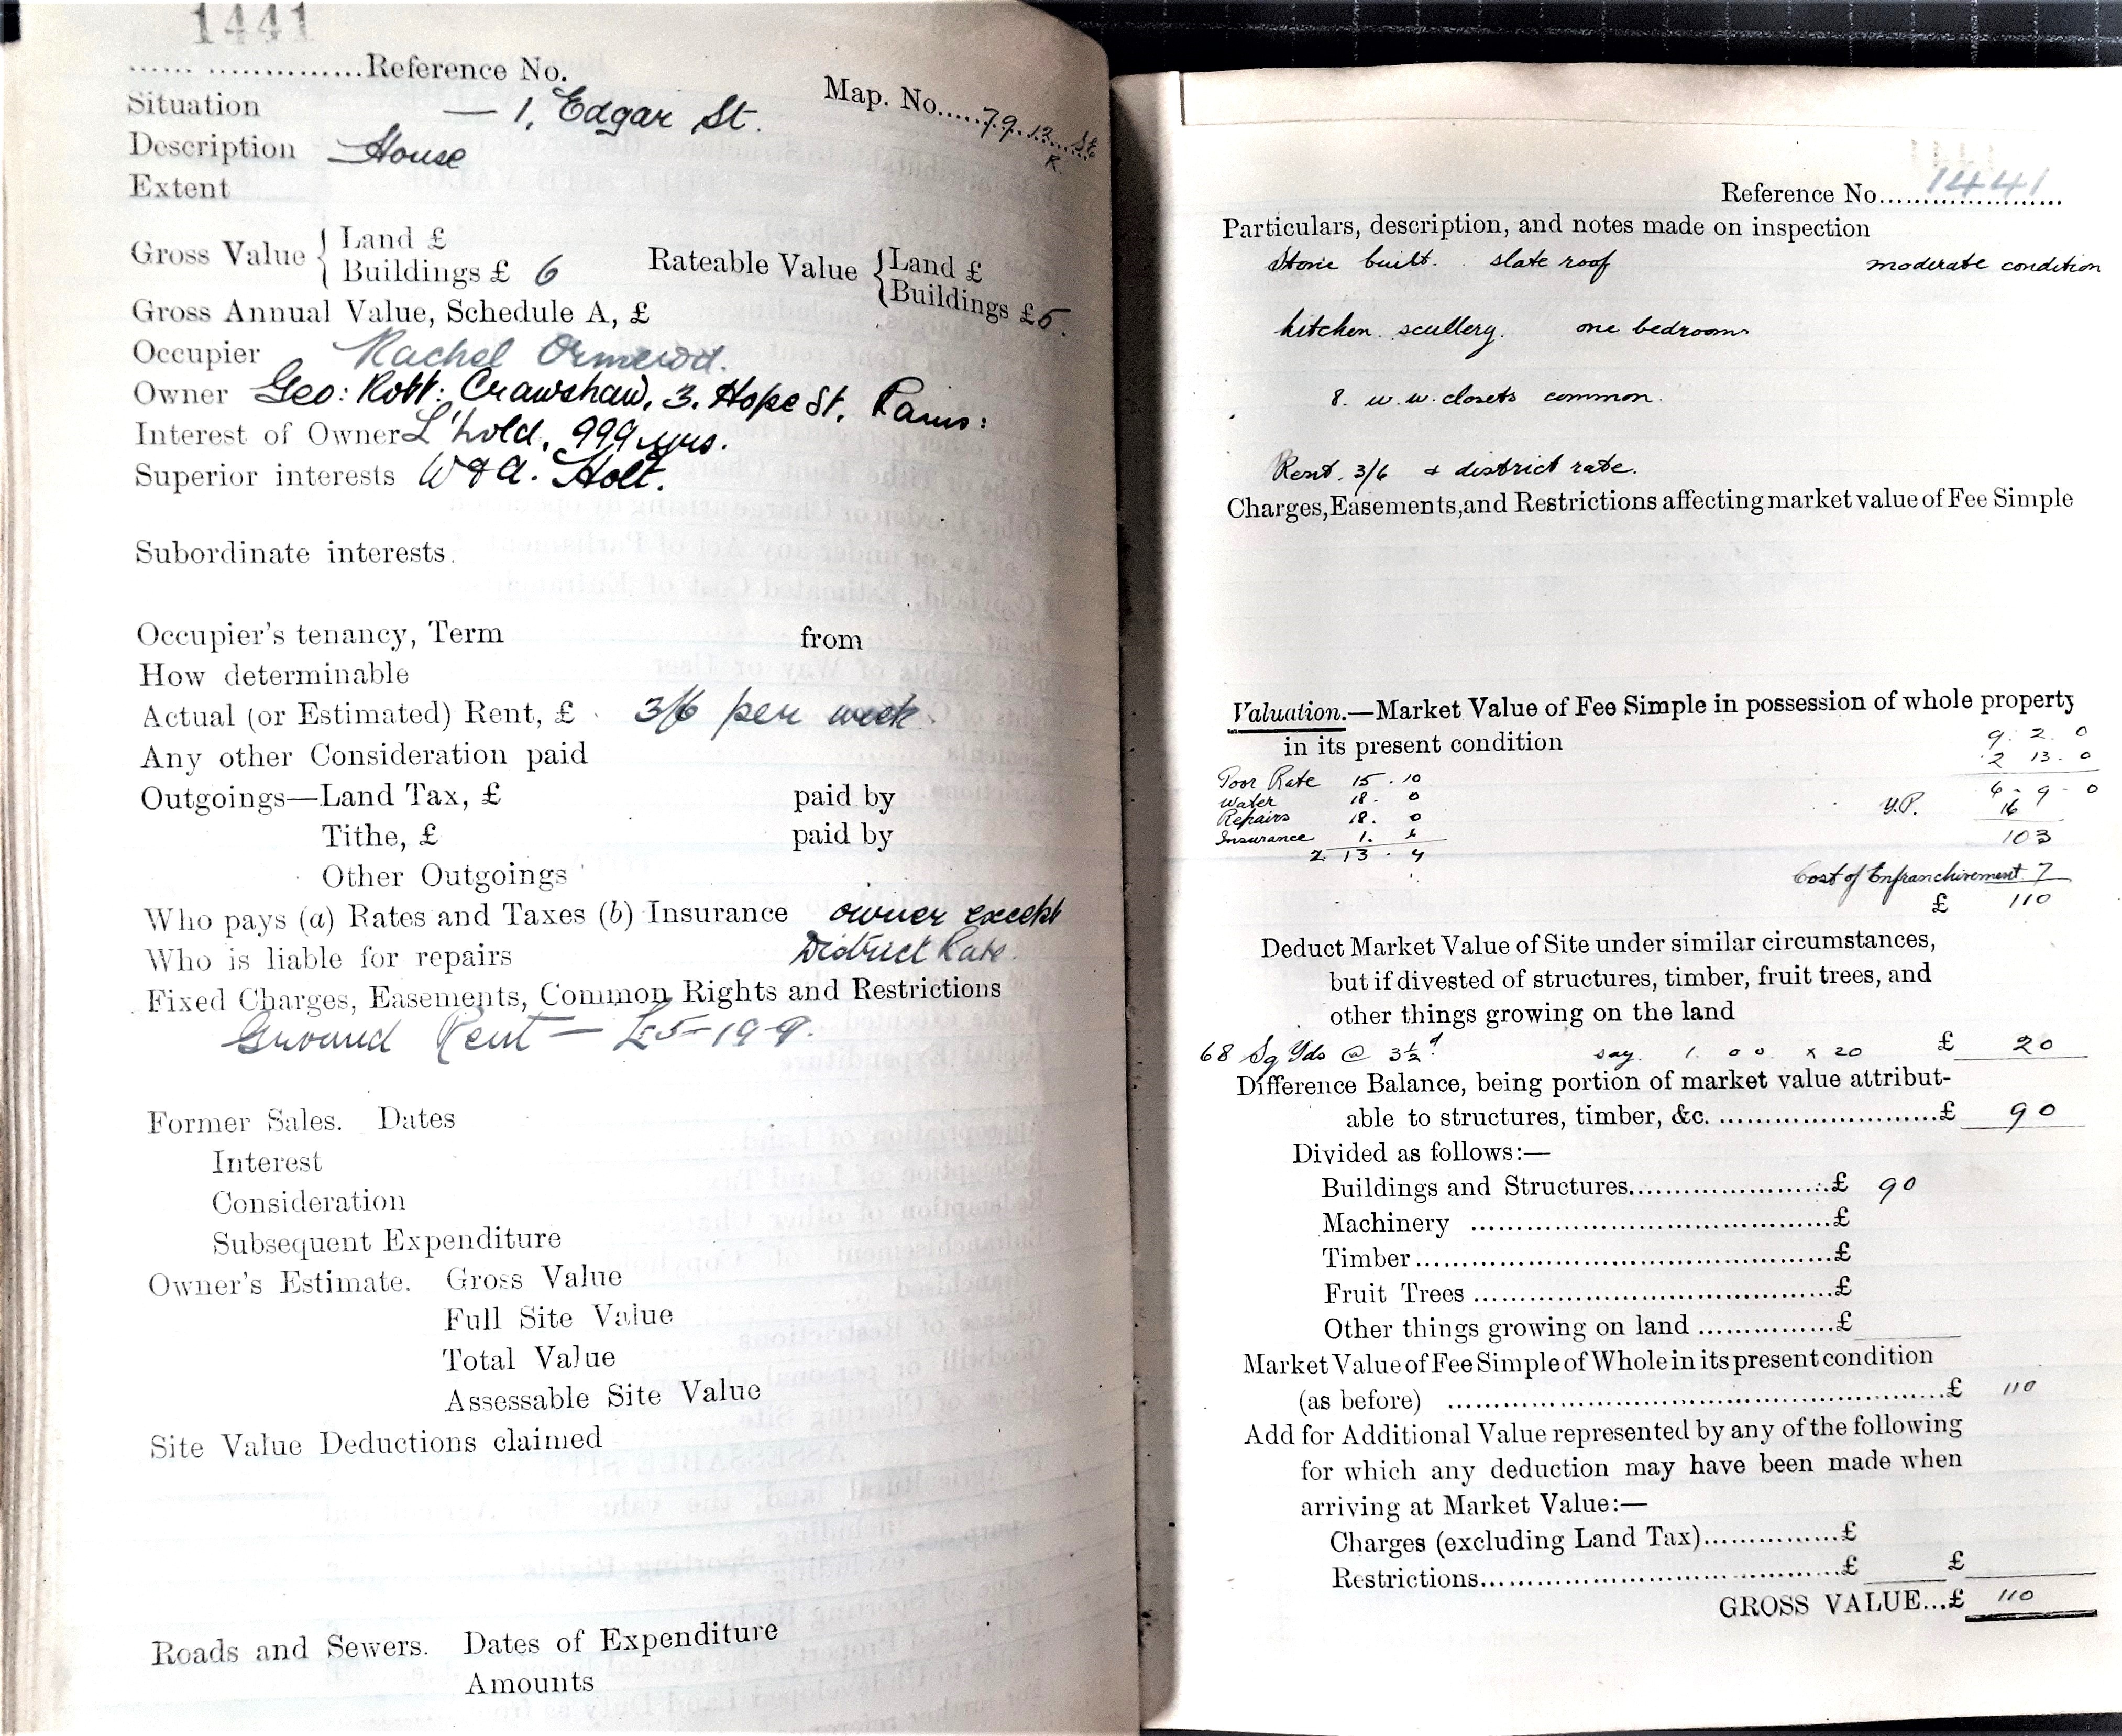 1441
...... ..............Reference No.
Map. No.....79.12.....St.
R.
Situation — 1, Edgar St.
Description House
Extent
Gross Value { Land £
Buildings £ 6
Rateable Value { Land £
Buildings £5.
Gross Annual Value, Schedule A, £
Occupier Rachel Ormerod.
Owner Geo: Robt: Crawshaw, 3, Hope St, Rams:
Interest of Owner L'hold, 999 yrs.
Superior interests W & A. Holt.
Subordinate interests.
Occupier's tenancy, Term from
How determinable
Actual (or Estimated) Rent, £ 3/6 per week.
Any other Consideration paid
Outgoings—Land Tax, £ paid by
Tithe, £ paid by
Other Outgoings
Who pays (a) Rates and Taxes (b) Insurance owner except
Who is liable for repairs District Rate.
Fixed Charges, Easements, Common Rights and Restrictions
Ground Rent — £5-19-9.
Former Sales. Dates
Interest
Consideration
Subsequent Expenditure
Owner's Estimate. Gross Value
Full Site Value
Total Value
Assessable Site Value
Site Value Deductions claimed
Roads and Sewers. Dates of Expenditure
Amounts
Reference No....1441...
Particulars, description, and notes made on inspection
Stone built. slate roof moderate condition
kitchen scullery. one bedroom
8. w.w. closets common.
Rent. 3/6 & district rate.
Charges, Easements, and Restrictions affecting market value of Fee Simple
Valuation.—Market Value of Fee Simple in possession of whole property
in its present condition
9. 2. 0
2 13. 0
Poor Rate 15. 10
Water 18. 0
Repairs 18. 0
Insurance 1. 6
2. 13. 4
6 - 9 - 0
Y.P. 16
103
Cost of Enfranchisement 7
£ 110
Deduct Market Value of Site under similar circumstances,
but if divested of structures, timber, fruit trees, and
other things growing on the land
68 Sq Yds @ 3½d. say. 1. 0 0. x 20 £ 20
Difference Balance, being portion of market value attribut-
able to structures, timber, &c. ........................£ 90
Divided as follows:—
Buildings and Structures......................£ 90
Machinery ........................................£
Timber..............................................£
Fruit Trees .......................................£
Other things growing on land ...............£
Market Value of Fee Simple of Whole in its present condition
(as before) ......................................................£ 110
Add for Additional Value represented by any of the following
for which any deduction may have been made when
arriving at Market Value:—
Charges (excluding Land Tax)...............£
Restrictions..........................................£ £
GROSS VALUE...£ 110